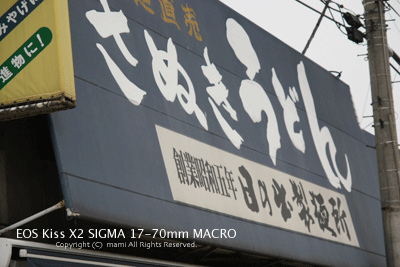 みやげに
進物に!
産直売
さぬきうどん
創業昭和五年
日の出製麺所
EOS Kiss X2 SIGMA 17-70mm MACRO
Copyright (C) mami All Rights Reserved.